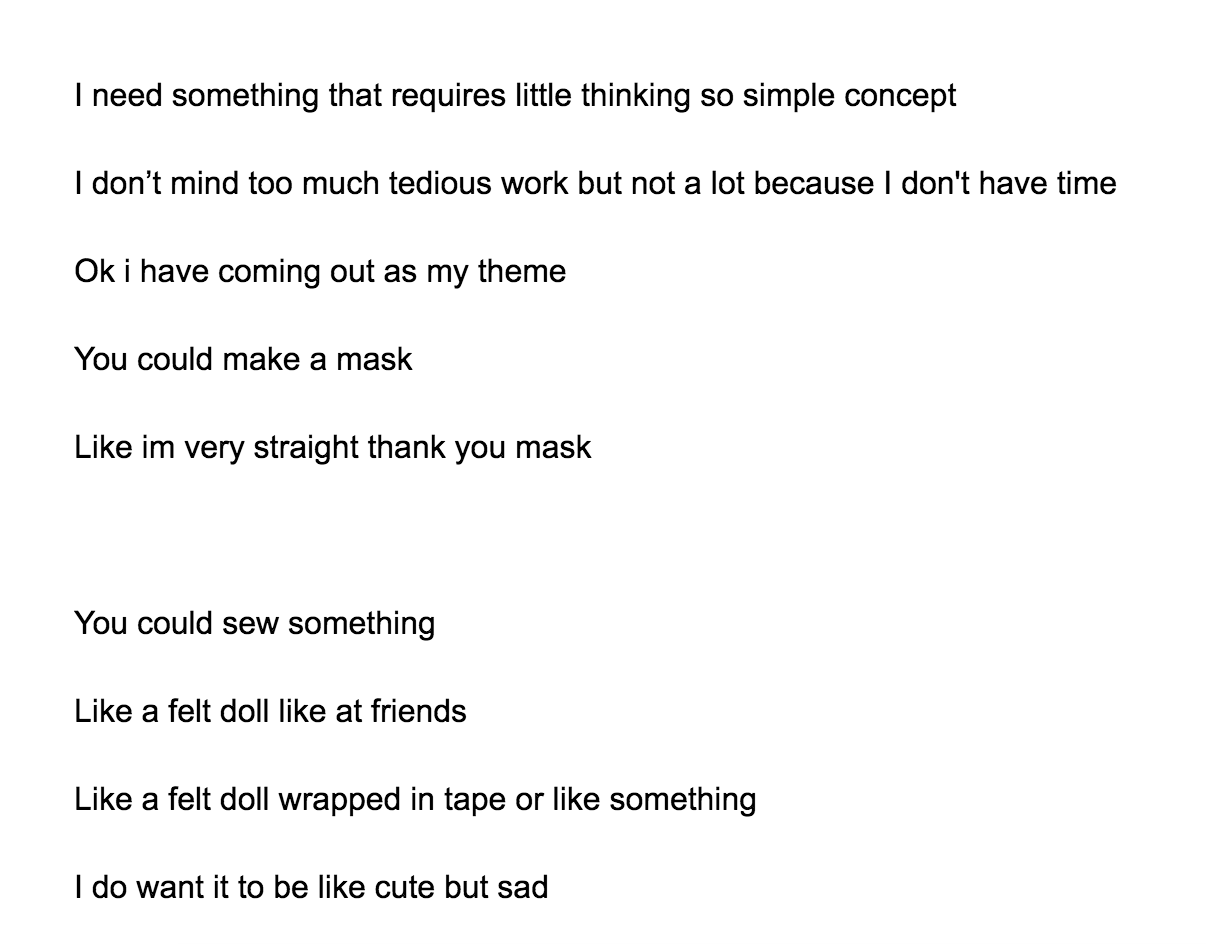 I need something that requires little thinking so simple concept
I don’t mind too much tedious work but not a lot because I don't have time
Ok i have coming out as my theme
You could make a mask
Like im very straight thank you mask
You could sew something
Like a felt doll like at friends
Like a felt doll wrapped in tape or like something
I do want it to be like cute but sad